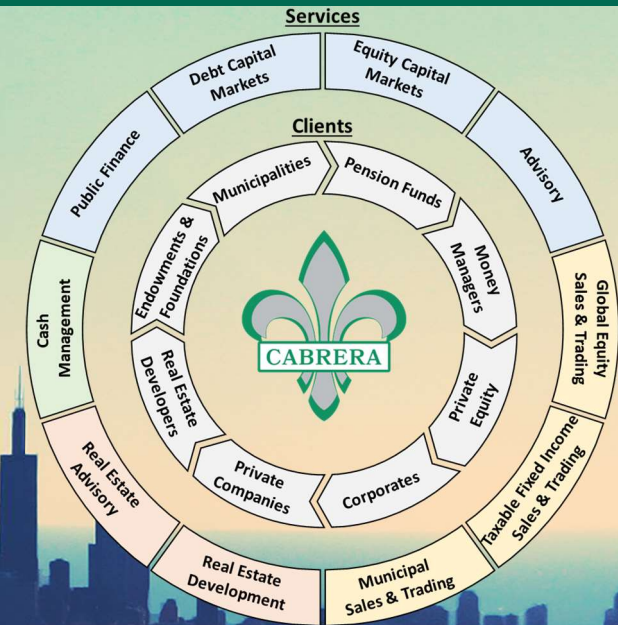 Services
Debt Capital
Markets
Equity Capital
Markets
Advisory
Global Equity
Sales & Trading
Taxable Fixed Income
Sales & Trading
Municipal
Sales & Trading
Real Estate
Development
Real Estate
Advisory
Cash
Management
Public Finance
Clients
Municipalities
Pension Funds
Money
Managers
Private
Equity
Corporates
Private
Companies
Real Estate
Developers
Endowments &
Foundations
CABRERA